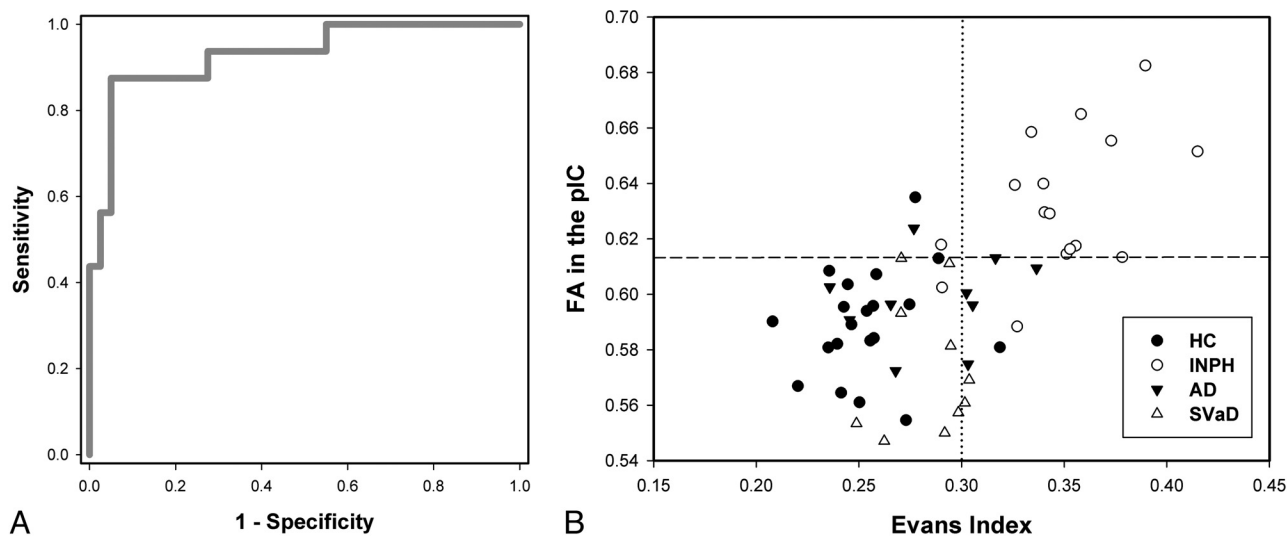 1.0
0.8
0.6
0.4
0.2
0.0
Sensitivity
0.0 0.2 0.4 0.6 0.8 1.0
1 - Specificity
A
0.70
0.68
0.66
0.64
0.62
0.60
0.58
0.56
0.54
FA in the pIC
HC
INPH
AD
SVaD
0.15 0.20 0.25 0.30 0.35 0.40 0.45
Evans Index
B